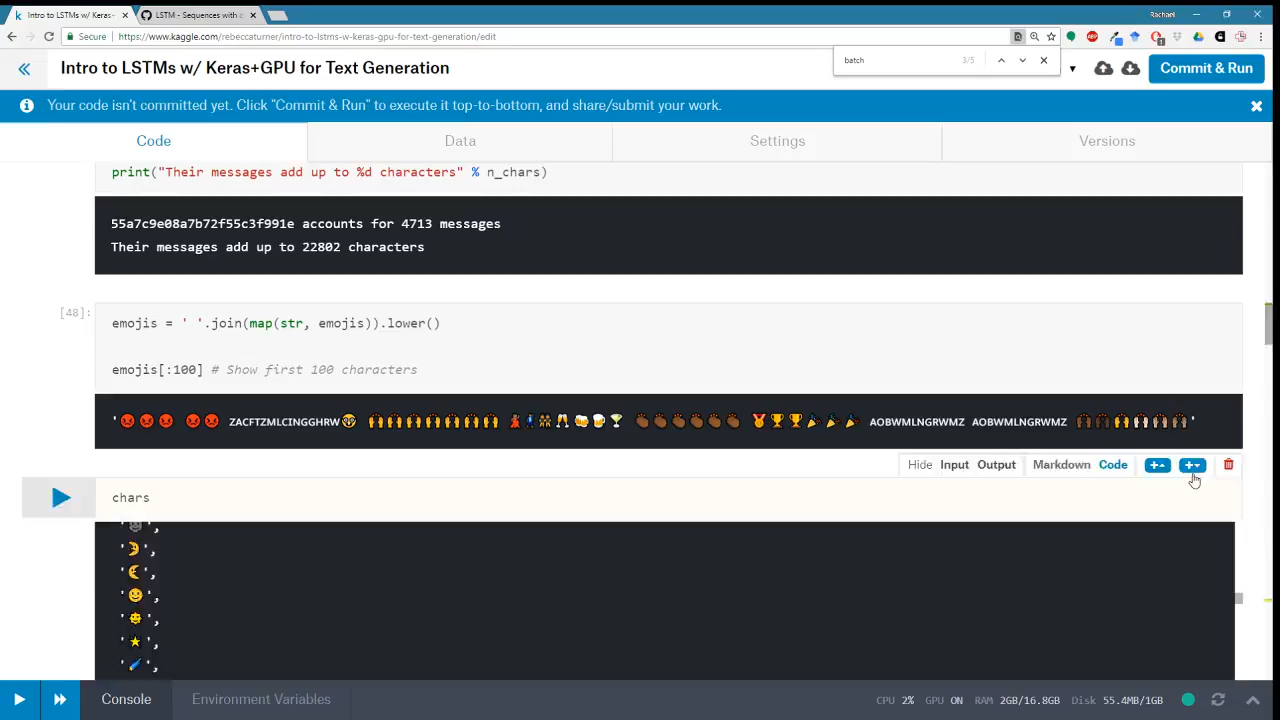 Intro to LSTMs w/ Keras+G
LSTM - Sequences with c
Rachael
Secure https://www.kaggle.com/rebeccaturner/intro-to-lstms-w-keras-gpu-for-text-generation/edit
batch 3/5
Intro to LSTMs w/ Keras+GPU for Text Generation
Commit & Run
Your code isn't committed yet. Click "Commit & Run" to execute it top-to-bottom, and share/submit your work.
Code Data Settings Versions
print("Their messages add up to %d characters" % n_chars)
55a7c9e08a7b72f55c3f991e accounts for 4713 messages
Their messages add up to 22802 characters
[48]:
emojis = ' '.join(map(str, emojis)).lower()
emojis[:100] # Show first 100 characters
'😡😡😡 😡😡 ZACFTZMLCINGGHRW AOBWMLNGRWMZ AOBWMLNGRWMZ '
Hide Input Output Markdown Code
chars
Console Environment Variables CPU 2% GPU ON RAM 2GB/16.8GB Disk 55.4MB/1GB